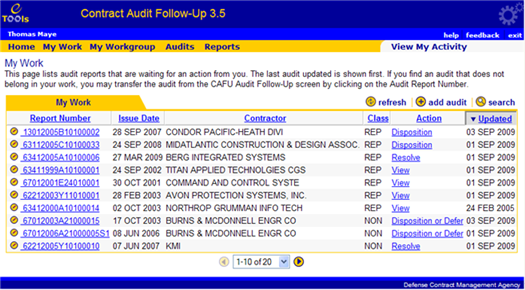 eTOOls
Contract Audit Follow-Up 3.5
Thomas Maye help feedback exit
Home My Work My Workgroup Audits Reports View My Activity
My Work
This page lists audit reports that are waiting for an action from you. The last audit updated is shown first. If you find an audit that does not
belong in your work, you may transfer the audit from the CAFU Audit Follow-Up screen by clicking on the Audit Report Number.
My Work refresh add audit search
Report Number Issue Date Contractor Class Action Updated
13012005B10100002 28 SEP 2007 CONDOR PACIFIC-HEATH DIVI REP Disposition 03 SEP 2009
63112005C10100033 24 SEP 2008 MIDATLANTIC CONSTRUCTION & DESIGN ASSOC. REP Disposition 01 SEP 2009
63412005A10100006 27 MAR 2009 BERG INTEGRATED SYSTEMS REP Resolve 01 SEP 2009
63411999A10100001 24 SEP 2002 TITAN APPLIED TECHNOLGIES CGS REP View 01 SEP 2009
67012001E24010001 30 OCT 2001 COMMAND AND CONTROL SYSTE REP View 01 SEP 2009
62212003Y11010001 28 FEB 2003 AVON PROTECTION SYSTEMS, INC. REP View 01 SEP 2009
63412000A10100014 02 OCT 2003 NORTHROP GRUMMAN INFO TECH REP View 24 FEB 2005
67012003A21000015 17 OCT 2003 BURNS & MCDONNELL ENGR CO NON Disposition or Defer 01 SEP 2009
67012006A21000005S1 08 JUN 2006 BURNS & MCDONNELL ENGR CO NON Disposition or Defer 01 SEP 2009
62212005Y10100010 07 JUN 2007 KMI NON Resolve 01 SEP 2009
1-10 of 20
Defense Contract Management Agency